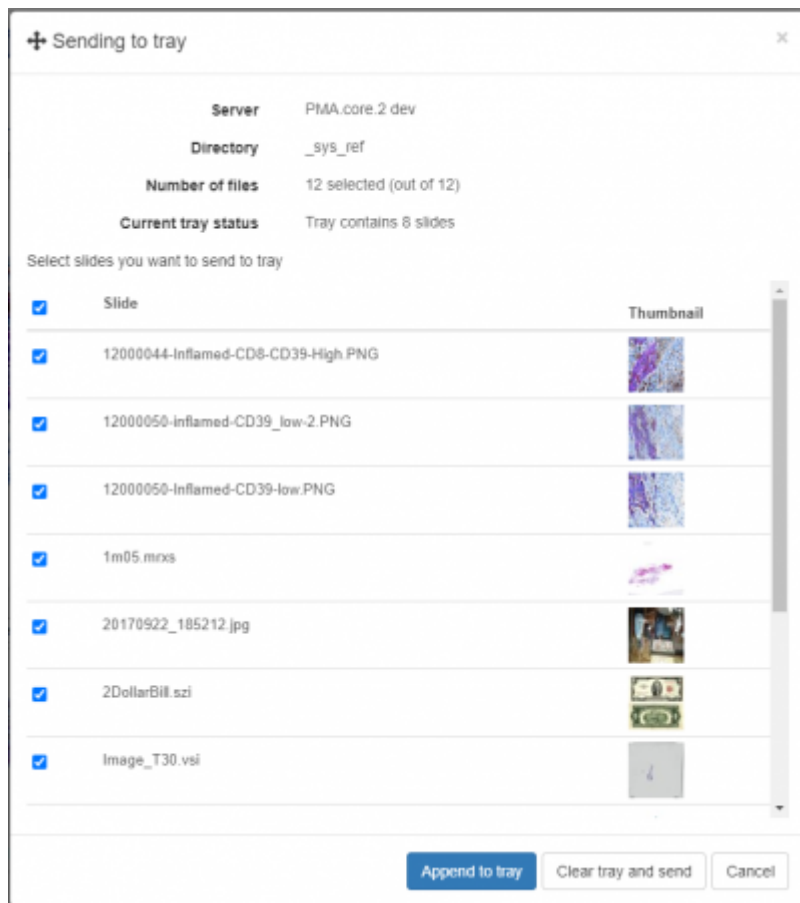 Sending to tray
×
Server PMA.core.2 dev
Directory _sys_ref
Number of files 12 selected (out of 12)
Current tray status Tray contains 8 slides
Select slides you want to send to tray
Slide Thumbnail
12000044-Inflamed-CD8-CD39-High.PNG
12000050-inflamed-CD39_low-2.PNG
12000050-Inflamed-CD39-low.PNG
1m05.mrxs
20170922_185212.jpg
2DollarBill.szi
Image_T30.vsi
Append to tray Clear tray and send Cancel